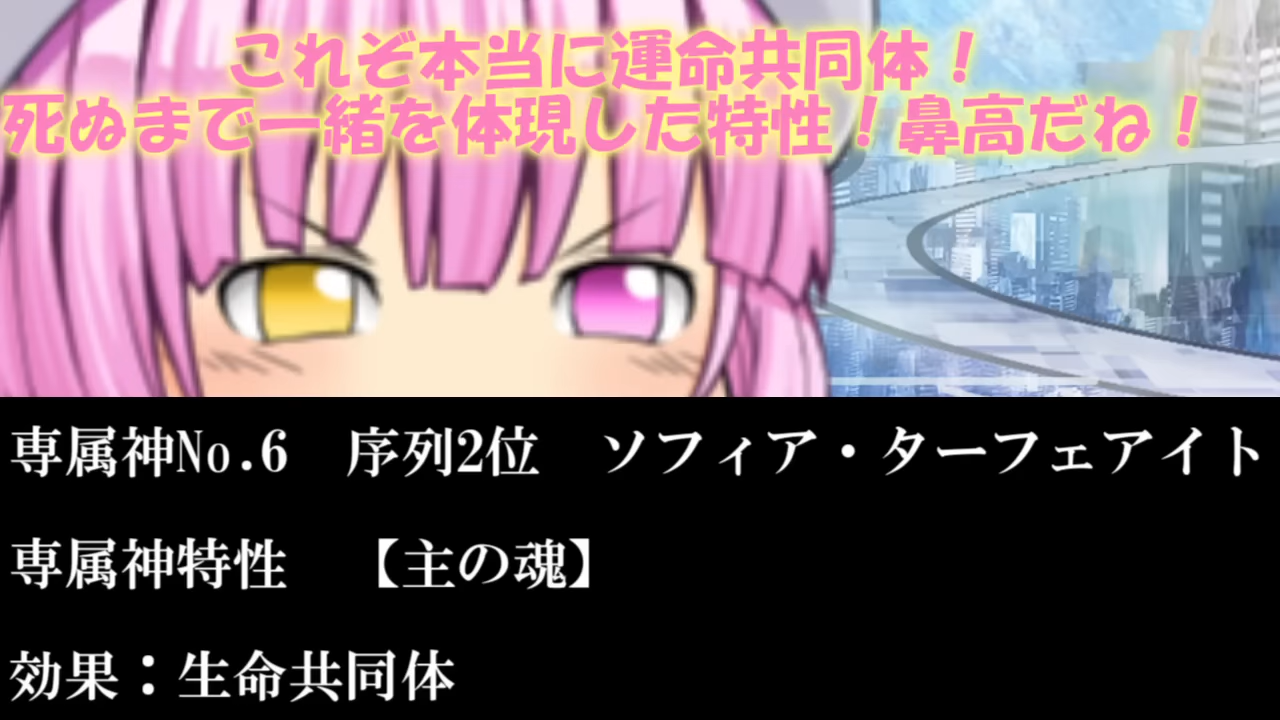 これぞ本当に運命共同体！
死ぬまで一緒を体現した特性！鼻高だね！
専属神No.6　序列2位　ソフィア・ターフェアイト
専属神特性　【主の魂】
効果：生命共同体